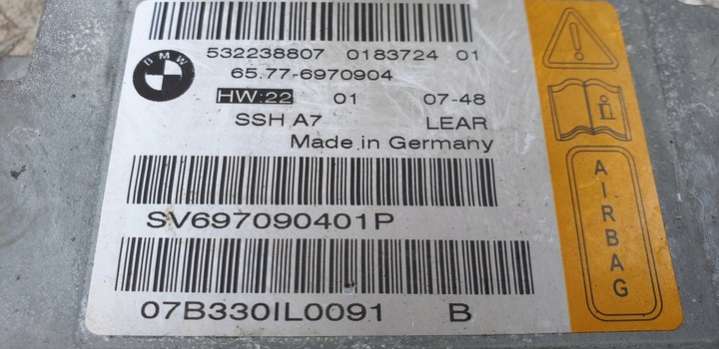 BMW
532238807 0183724 01
65.77-6970904
HW:22 01 07-48
SSH A7 LEAR
Made in Germany
SV697090401P
07B330IL0091 B
AIRBAG